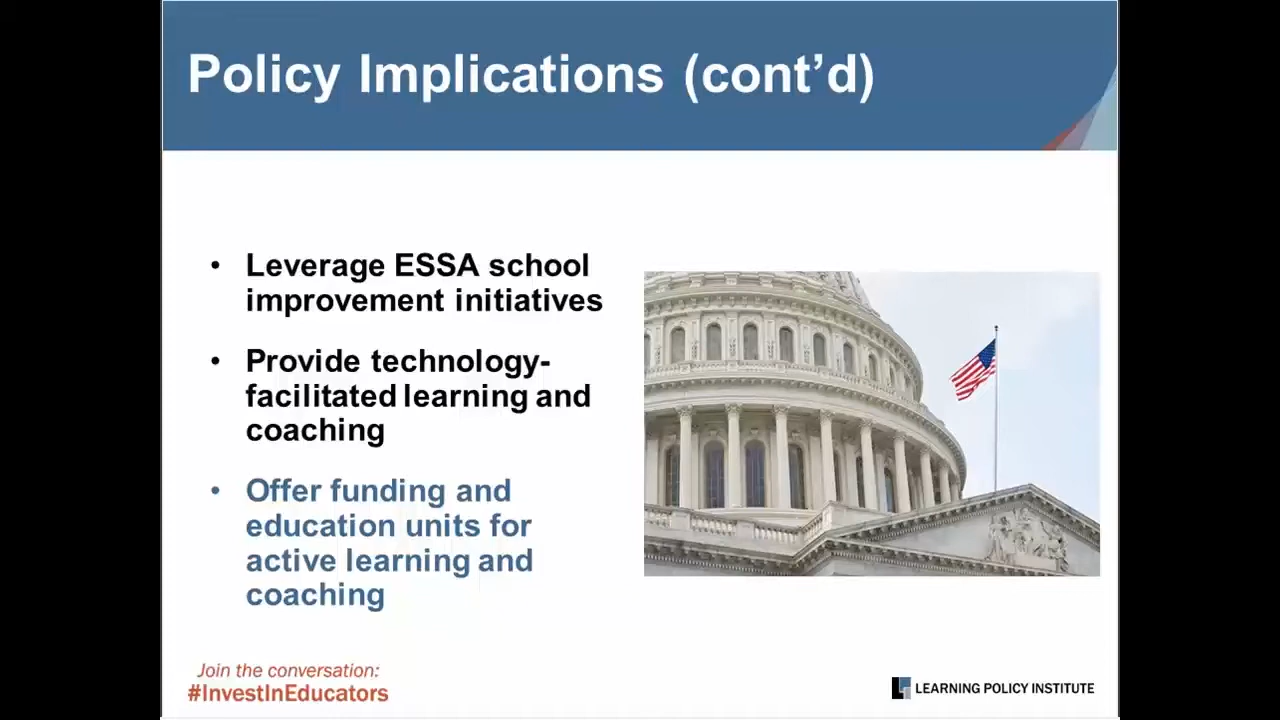 Policy Implications (cont’d)
• Leverage ESSA school
improvement initiatives
• Provide technology-
facilitated learning and
coaching
• Offer funding and
education units for
active learning and
coaching
Join the conversation:
#InvestInEducators
LEARNING POLICY INSTITUTE